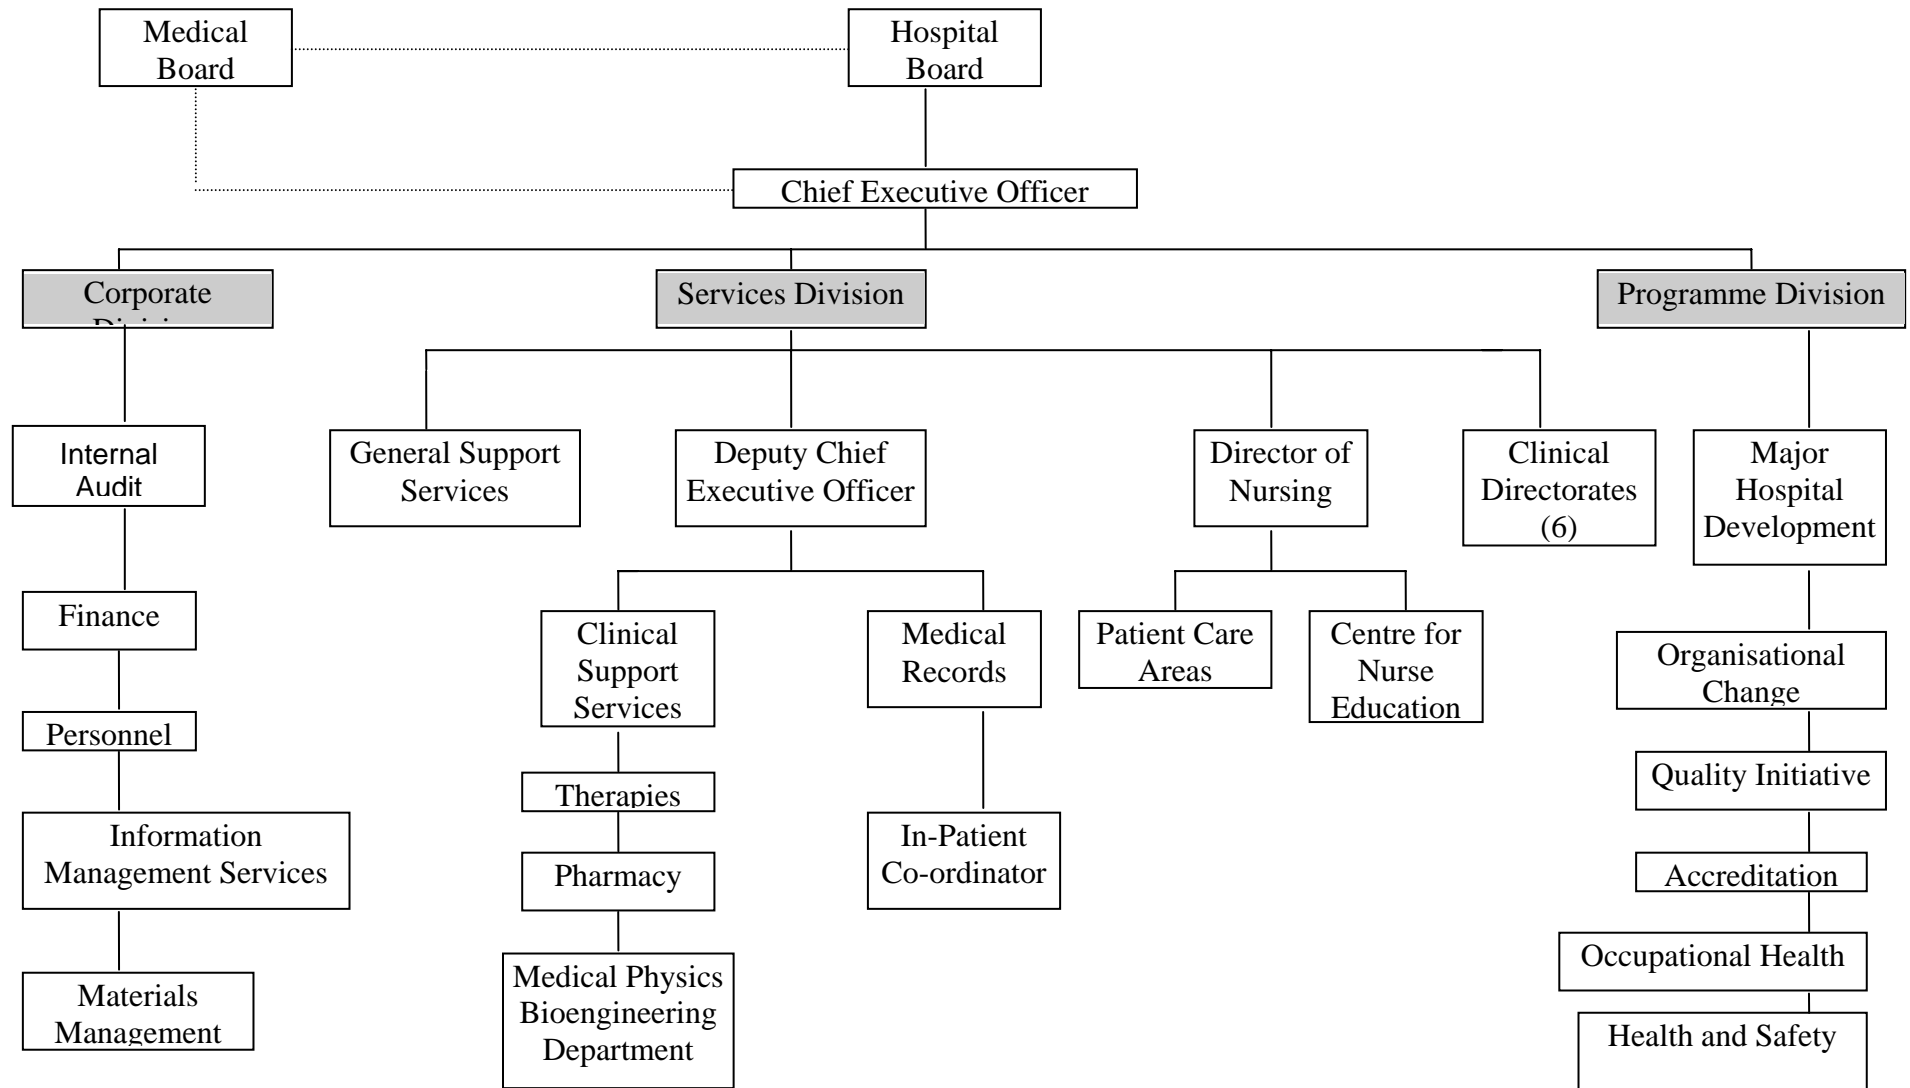 Medical
Board
Hospital
Board
Chief Executive Officer
Corporate
Services Division
Programme Division
Internal
Audit
General Support
Services
Deputy Chief
Executive Officer
Director of
Nursing
Clinical
Directorates
(6)
Major
Hospital
Development
Finance
Clinical
Support
Services
Medical
Records
Patient Care
Areas
Centre for
Nurse
Education
Organisational
Change
Personnel
Quality Initiative
Therapies
Information
Management Services
In-Patient
Co-ordinator
Pharmacy
Accreditation
Occupational Health
Materials
Management
Medical Physics
Bioengineering
Department
Health and Safety